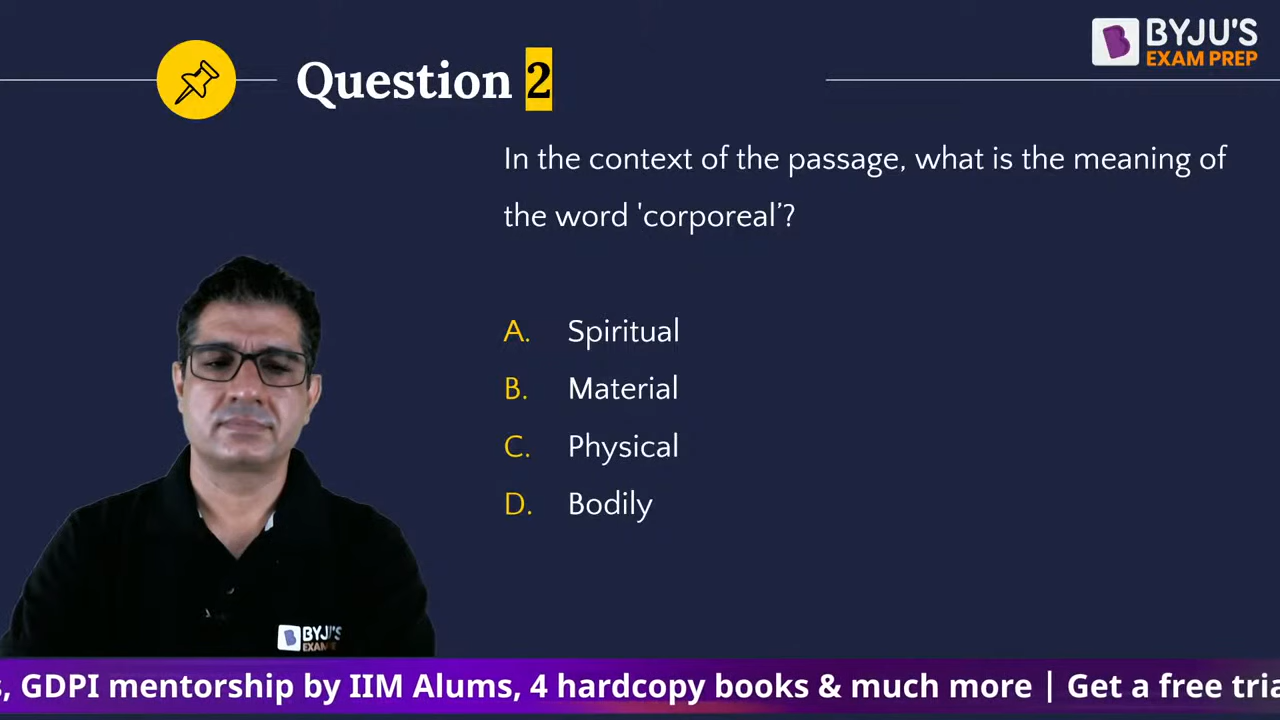 BYJU'S
EXAM PREP
Question 2
In the context of the passage, what is the meaning of
the word 'corporeal’?
A. Spiritual
B. Material
C. Physical
D. Bodily
BYJU'S
EXAM
, GDPI mentorship by IIM Alums, 4 hardcopy books & much more | Get a free